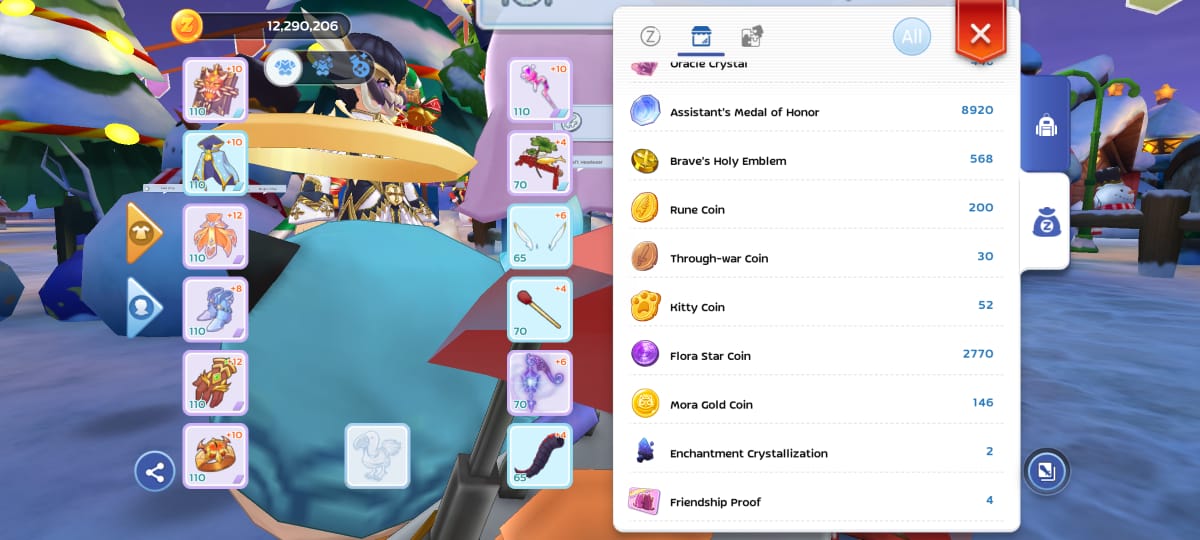 12,290,206
All
Oracle Crystal
Assistant's Medal of Honor 8920
Brave's Holy Emblem 568
Rune Coin 200
Through-war Coin 30
Kitty Coin 52
Flora Star Coin 2770
Mora Gold Coin 146
Enchantment Crystallization 2
Friendship Proof 4
+10
110
+10
110
+12
110
+8
110
+12
110
+10
110
+10
110
+4
70
+6
65
+4
70
+6
70
+4
65